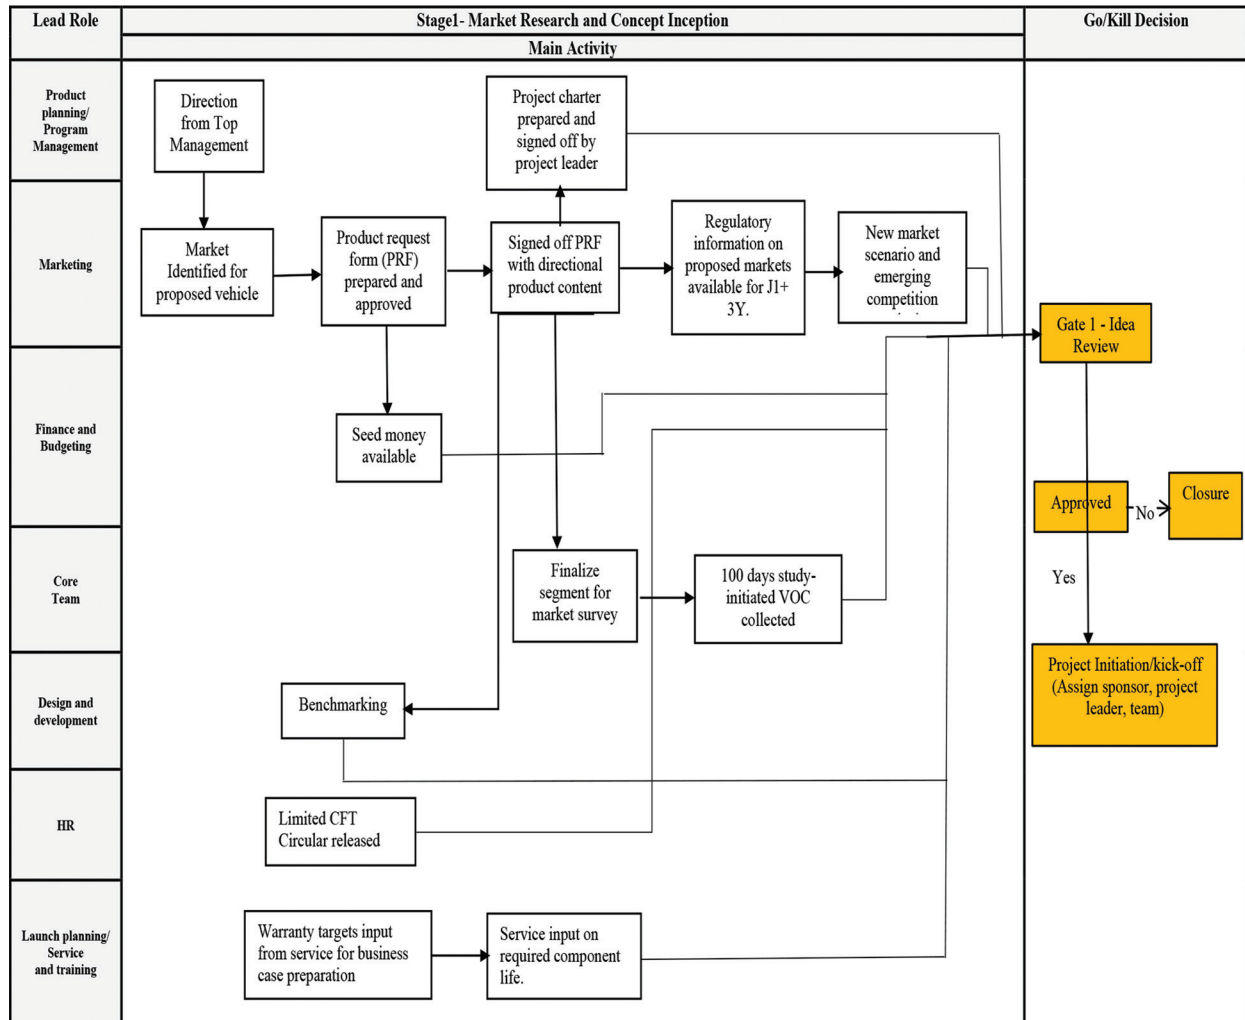 Lead Role
Stage1- Market Research and Concept Inception
Go/Kill Decision
Main Activity
Product
planning/
Program
Management
Direction
from Top
Management
Project charter
prepared and
signed off by
project leader
Marketing
Market
Identified for
proposed vehicle
Product request
form (PRF)
prepared and
approved
Signed off PRF
with directional
product content
Regulatory
information on
proposed markets
available for J1+
3Y.
New market
scenario and
emerging
competition
Gate 1 - Idea
Review
Finance and
Budgeting
Seed money
available
Approved
No
Closure
Core
Team
Finalize
segment for
market survey
100 days study-
initiated VOC
collected
Yes
Design and
development
Benchmarking
Project Initiation/kick-off
(Assign sponsor, project
leader, team)
HR
Limited CFT
Circular released
Launch planning/
Service
and training
Warranty targets input
from service for business
case preparation
Service input on
required component
life.